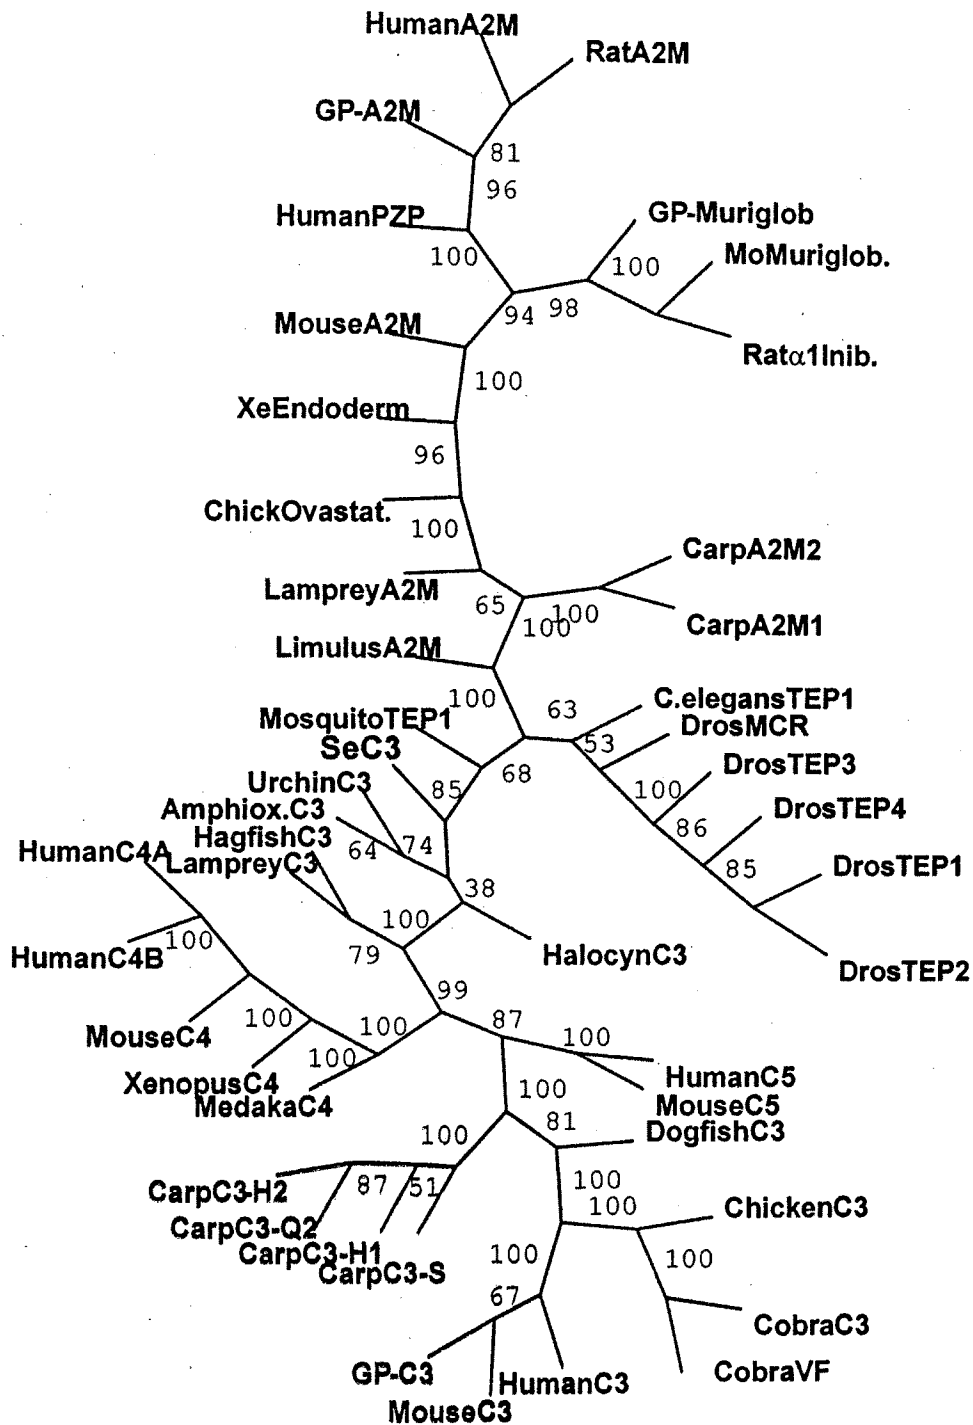 HumanA2M
RatA2M
GP-A2M
81
96
HumanPZP
GP-Muriglob
100
100
MoMuriglob.
94
98
MouseA2M
Ratα1Inib.
100
XeEndoderm
96
ChickOvastat.
100
CarpA2M2
LampreyA2M
65
100
100
CarpA2M1
LimulusA2M
100
63
C.elegansTEP1
MosquitoTEP1
DrosMCR
SeC3
53
68
DrosTEP3
UrchinC3
85
100
Amphiox.C3
DrosTEP4
HagfishC3
64
74
86
HumanC4A
LampreyC3
85
DrosTEP1
38
100
100
HumanC4B
79
HalocynC3
DrosTEP2
99
MouseC4
100
100
87
100
100
XenopusC4
HumanC5
MedakaC4
100
MouseC5
100
81
DogfishC3
CarpC3-H2
87
51
100
100
ChickenC3
CarpC3-Q2
CarpC3-H1
100
100
CarpC3-S
67
CobraC3
GP-C3
HumanC3
CobraVF
MouseC3